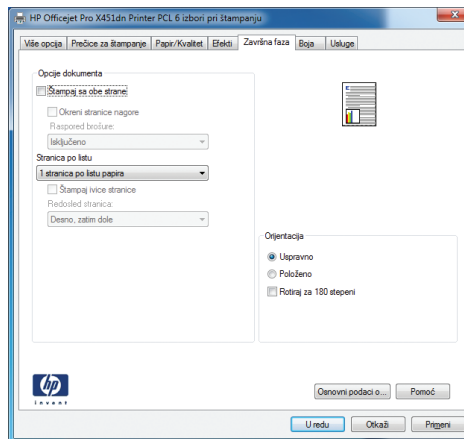 HP Officejet Pro X451dn Printer PCL 6 izbori pri štampanju
Više opcija Prečice za štampanje Papir/Kvalitet Efekti Završna faza Boja Usluge
Opcije dokumenta
Štampaj sa obe strane
Okreni stranice nagore
Raspored brošure:
Isključeno
Stranica po listu
1 stranica po listu papira
Štampaj ivice stranice
Redosled stranica:
Desno, zatim dole
Orijentacija
Uspravno
Položeno
Rotiraj za 180 stepeni
hp
invent
Osnovni podaci o... Pomoć
U redu Otkaži Primeni